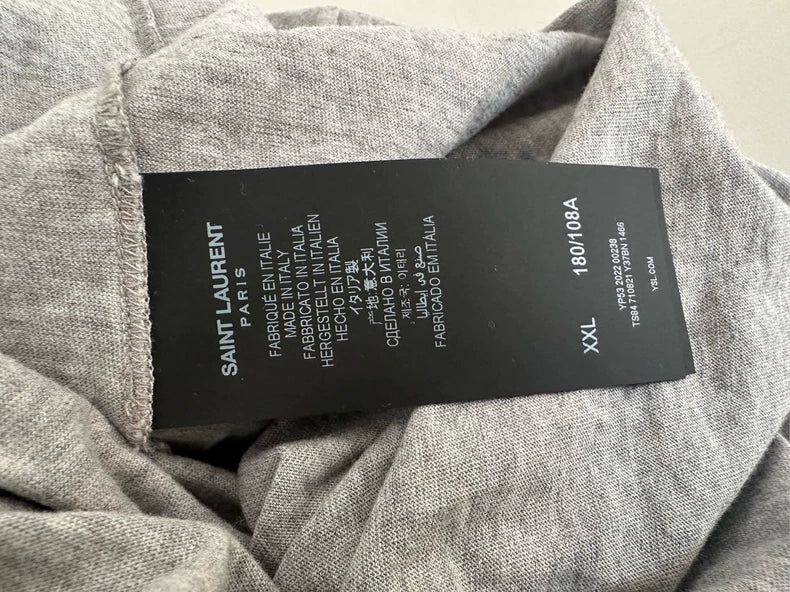 SAINT LAURENT
PARIS
FABRIQUÉ EN ITALIE
MADE IN ITALY
FABBRICATO IN ITALIA
HERGESTELLT IN ITALIEN
HECHO EN ITALIA
イタリア製
产地:意大利
СДЕЛАНО В ИТАЛИИ
제조국: 이태리
صنع في إيطاليا
FABRICADO EM ITÁLIA
XXL 180/108A
YP53 2022 00238
TS84 710821 Y37BN 1466
YSL.COM